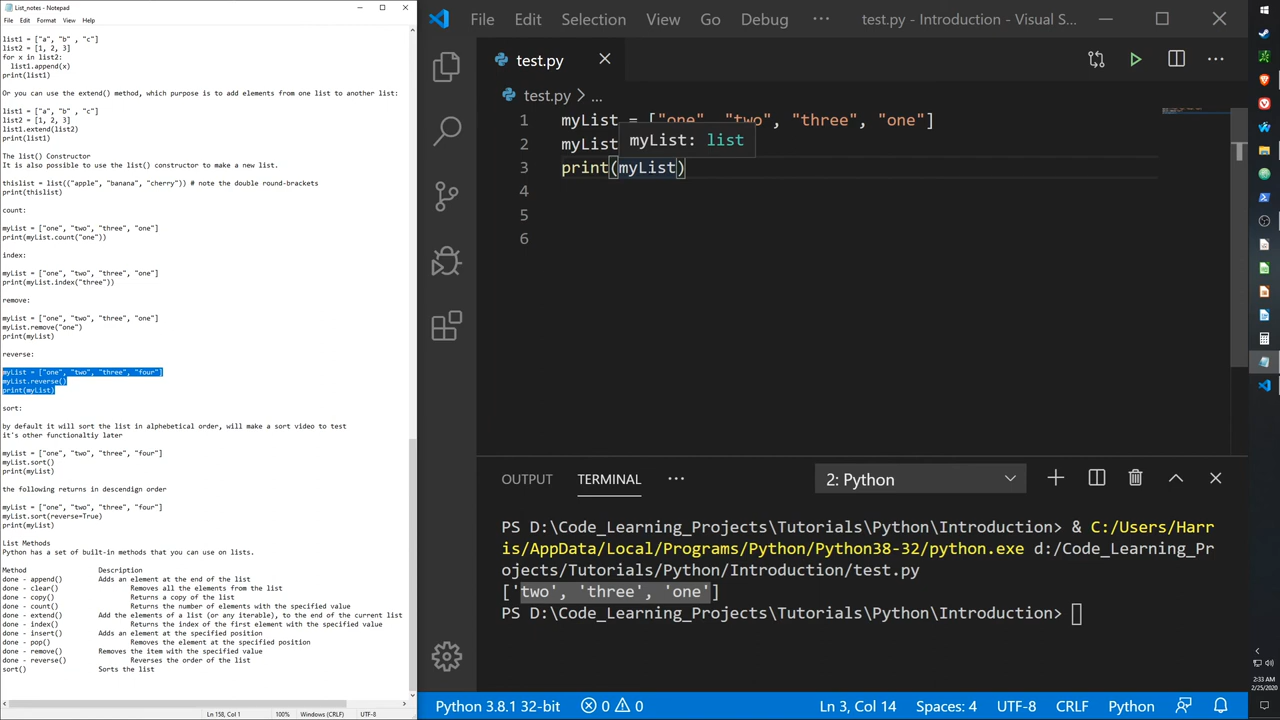 List_notes - Notepad
File Edit Format View Help
list1 = ["a", "b" , "c"]
list2 = [1, 2, 3]
for x in list2:
  list1.append(x)
print(list1)
Or you can use the extend() method, which purpose is to add elements from one list to another list:
list1 = ["a", "b" , "c"]
list2 = [1, 2, 3]
list1.extend(list2)
print(list1)
The list() Constructor
It is also possible to use the list() constructor to make a new list.
thislist = list(("apple", "banana", "cherry")) # note the double round-brackets
print(thislist)
count:
myList = ["one", "two", "three", "one"]
print(myList.count("one"))
index:
myList = ["one", "two", "three", "one"]
print(myList.index("three"))
remove:
myList = ["one", "two", "three", "one"]
myList.remove("one")
print(myList)
reverse:
myList = ["one", "two", "three", "four"]
myList.reverse()
print(myList)
sort:
by default it will sort the list in alphebetical order, will make a sort video to test
it's other functionaltiy later
myList = ["one", "two", "three", "four"]
myList.sort()
print(myList)
the following returns in descendign order
myList = ["one", "two", "three", "four"]
myList.sort(reverse=True)
print(myList)
List Methods
Python has a set of built-in methods that you can use on lists.
Method Description
done - append() Adds an element at the end of the list
done - clear() Removes all the elements from the list
done - copy() Returns a copy of the list
done - count() Returns the number of elements with the specified value
done - extend() Add the elements of a list (or any iterable), to the end of the current list
done - index() Returns the index of the first element with the specified value
done - insert() Adds an element at the specified position
done - pop() Removes the element at the specified position
done - remove() Removes the item with the specified value
done - reverse() Reverses the order of the list
sort() Sorts the list
Ln 158, Col 1 100% Windows (CRLF) UTF-8
File Edit Selection View Go Debug ... test.py - Introduction - Visual S...
test.py
test.py > ...
1 myList = ["one", "two", "three", "one"]
2 myList
myList: list
3 print(myList)
4
5
6
OUTPUT TERMINAL ... 2: Python
PS D:\Code_Learning_Projects\Tutorials\Python\Introduction> & C:/Users/Harr
is/AppData/Local/Programs/Python/Python38-32/python.exe d:/Code_Learning_Pr
ojects/Tutorials/Python/Introduction/test.py
['two', 'three', 'one']
PS D:\Code_Learning_Projects\Tutorials\Python\Introduction>
Python 3.8.1 32-bit 0 0 Ln 3, Col 14 Spaces: 4 UTF-8 CRLF Python
2:33 AM
2/25/2020